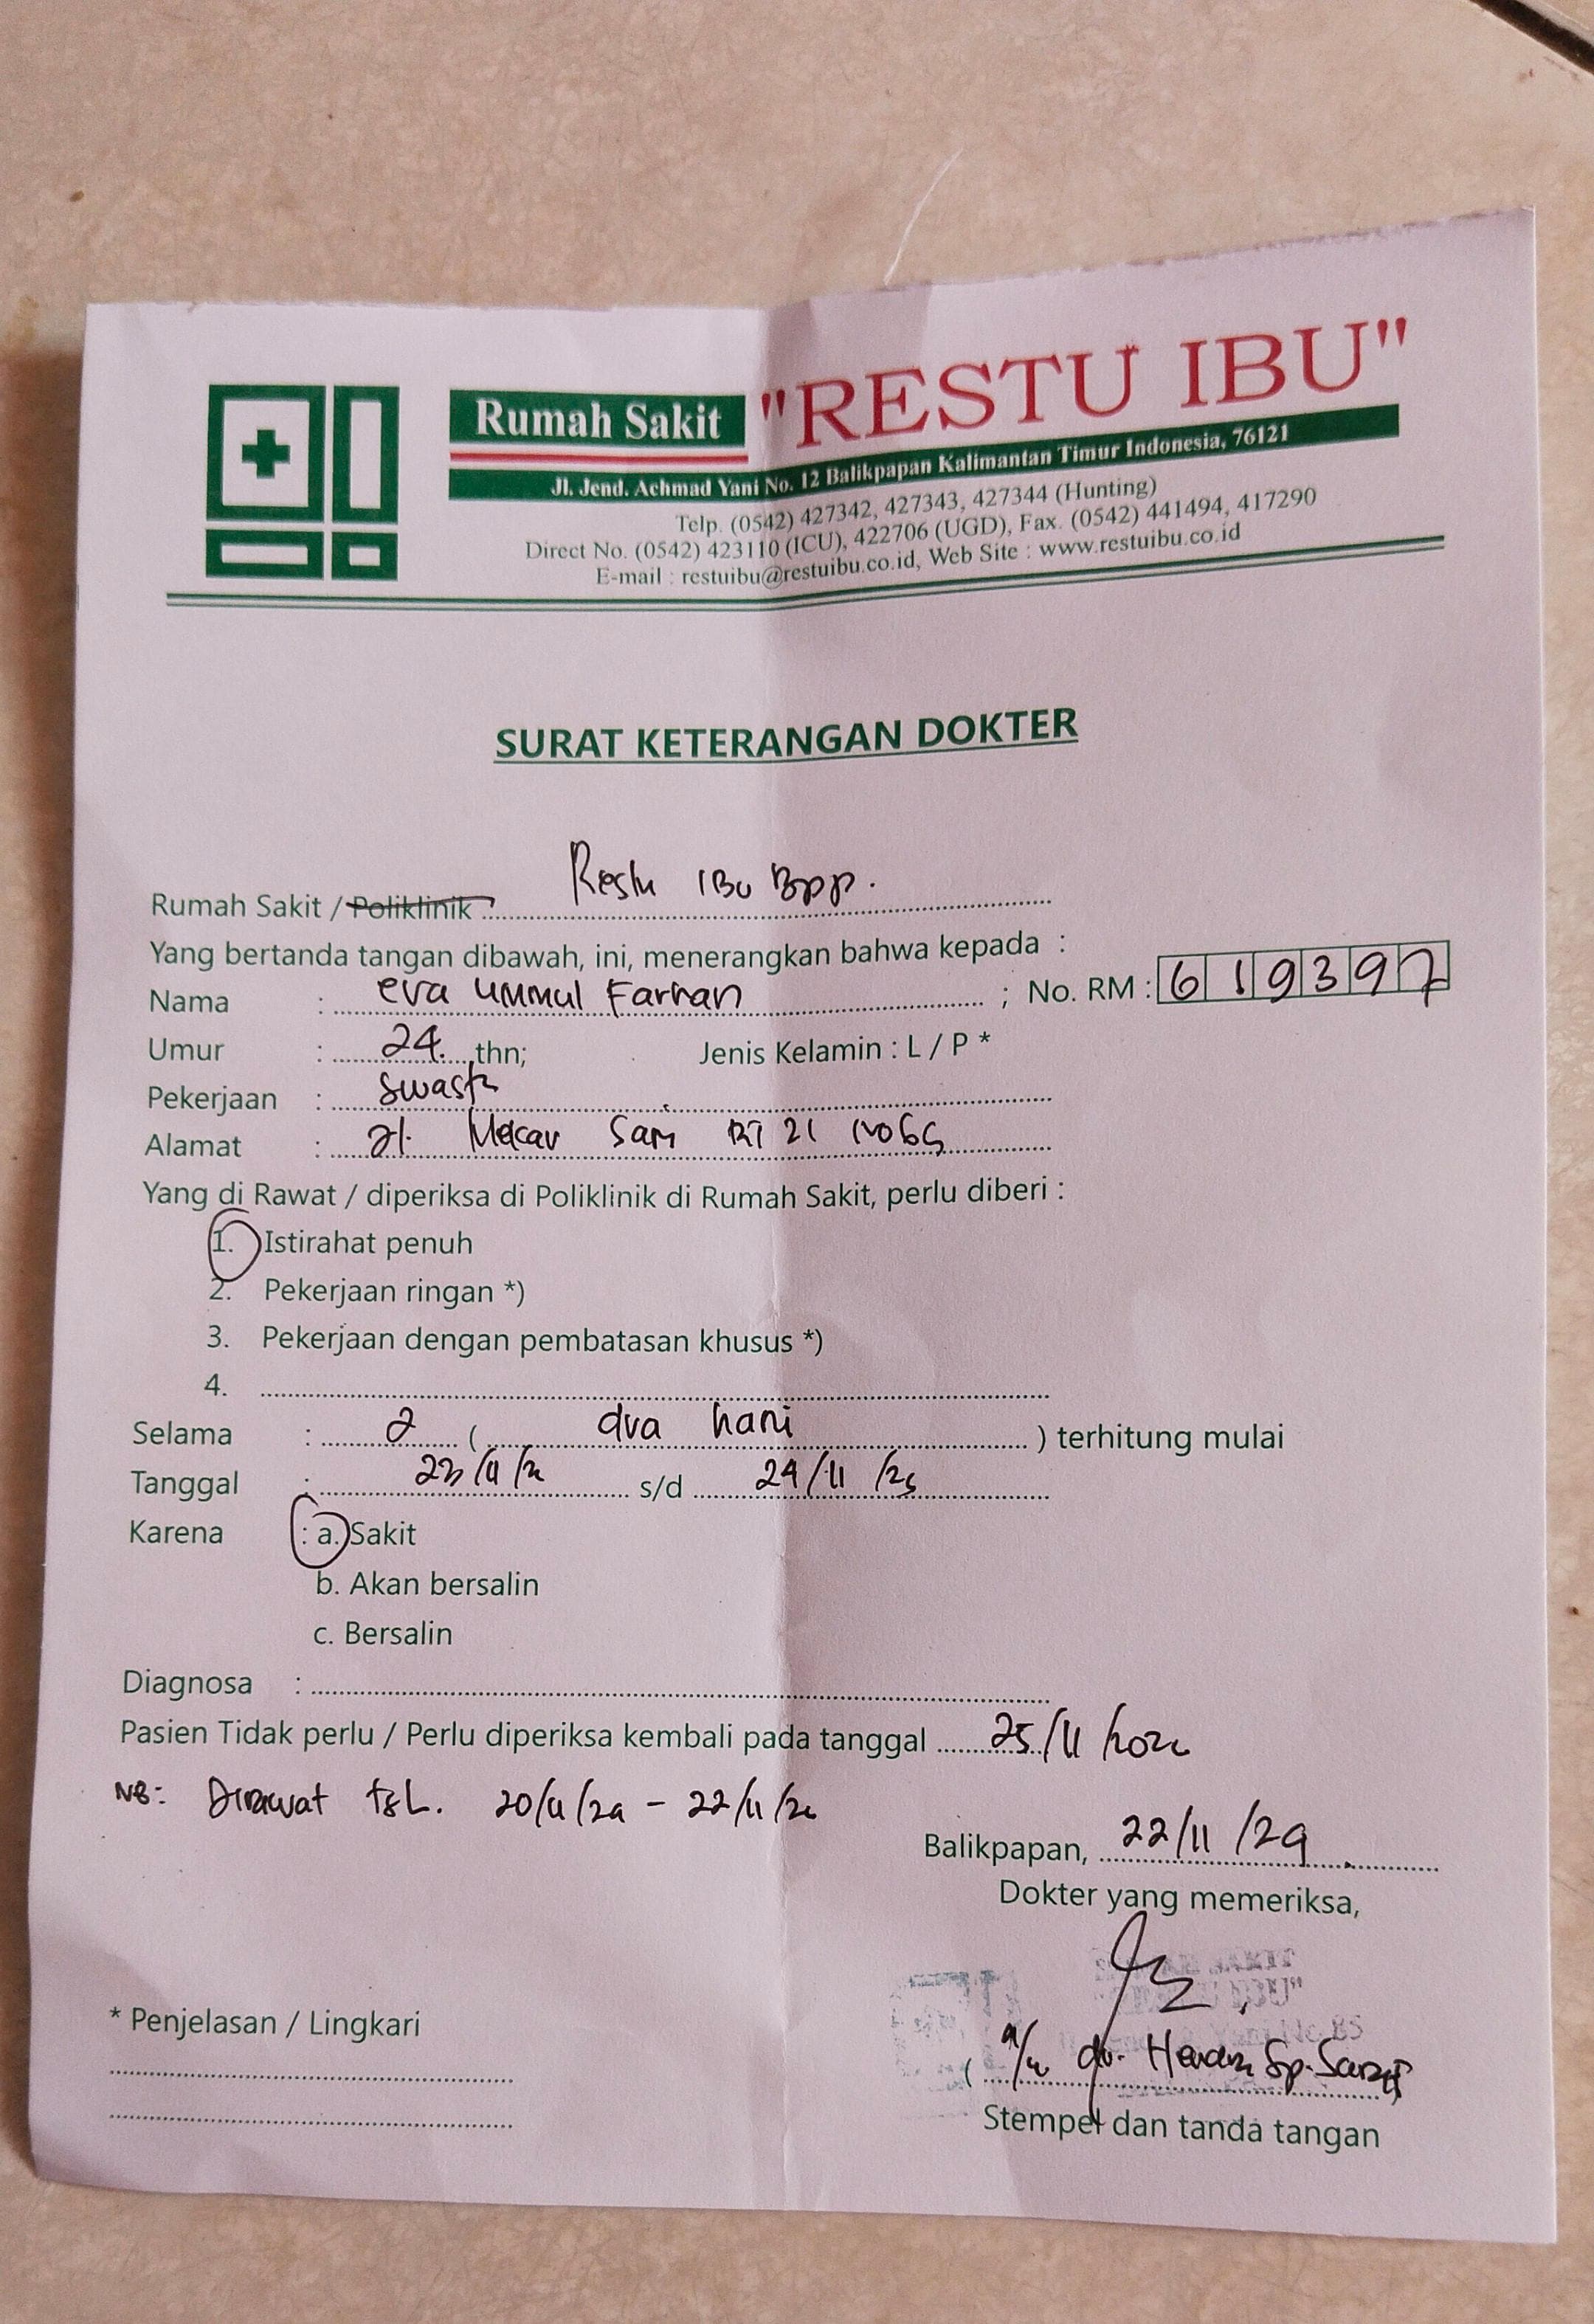 Rumah Sakit "RESTU IBU"
Jl. Jend. Achmad Yani No. 12 Balikpapan Kalimantan Timur Indonesia, 76121
Telp. (0542) 427342, 427343, 427344 (Hunting)
Direct No. (0542) 423110 (ICU), 422706 (UGD), Fax. (0542) 441494, 417290
E-mail : restuibu@restuibu.co.id, Web Site : www.restuibu.co.id
SURAT KETERANGAN DOKTER
Rumah Sakit / Poliklinik Restu IBU Bpp.
Yang bertanda tangan dibawah, ini, menerangkan bahwa kepada :
Nama : eva ummul Farhan ; No. RM : 619397
Umur : 24 thn; Jenis Kelamin : L / P *
Pekerjaan : Swasta
Alamat : Jl. Mekar Sari RT 21
Yang di Rawat / diperiksa di Poliklinik di Rumah Sakit, perlu diberi :
1. Istirahat penuh
2. Pekerjaan ringan *)
3. Pekerjaan dengan pembatasan khusus *)
4.
Selama : 2 ( dua hari ) terhitung mulai
Tanggal : s/d
Karena : a. Sakit
b. Akan bersalin
c. Bersalin
Diagnosa :
Pasien Tidak perlu / Perlu diperiksa kembali pada tanggal
NB: Dirawat tgl.
Balikpapan, 22/11/24
Dokter yang memeriksa,
dr.
Stempel dan tanda tangan
* Penjelasan / Lingkari